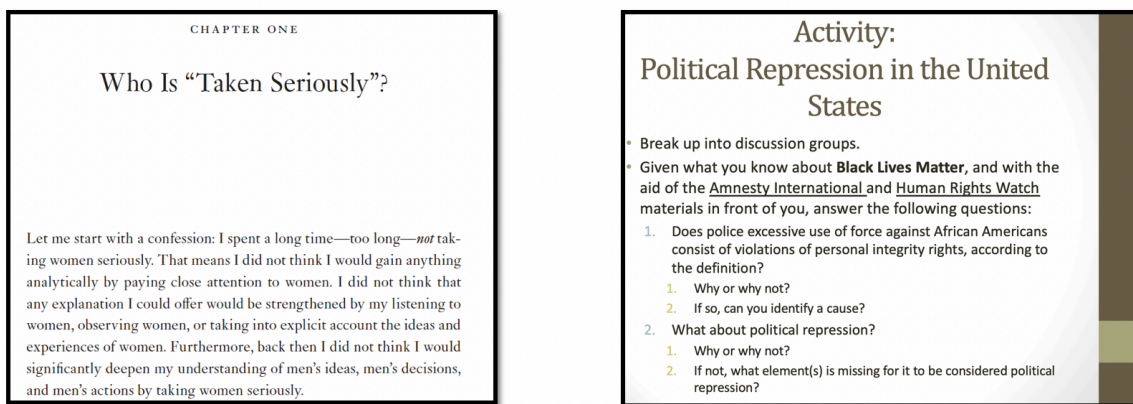 CHAPTER ONE
Who Is “Taken Seriously”?
Let me start with a confession: I spent a long time—too long—not tak-
ing women seriously. That means I did not think I would gain anything
analytically by paying close attention to women. I did not think that
any explanation I could offer would be strengthened by my listening to
women, observing women, or taking into explicit account the ideas and
experiences of women. Furthermore, back then I did not think I would
significantly deepen my understanding of men’s ideas, men’s decisions,
and men’s actions by taking women seriously.
Activity:
Political Repression in the United
States
• Break up into discussion groups.
• Given what you know about Black Lives Matter, and with the
aid of the Amnesty International and Human Rights Watch
materials in front of you, answer the following questions:
1. Does police excessive use of force against African Americans
consist of violations of personal integrity rights, according to
the definition?
1. Why or why not?
2. If so, can you identify a cause?
2. What about political repression?
1. Why or why not?
2. If not, what element(s) is missing for it to be considered political
repression?